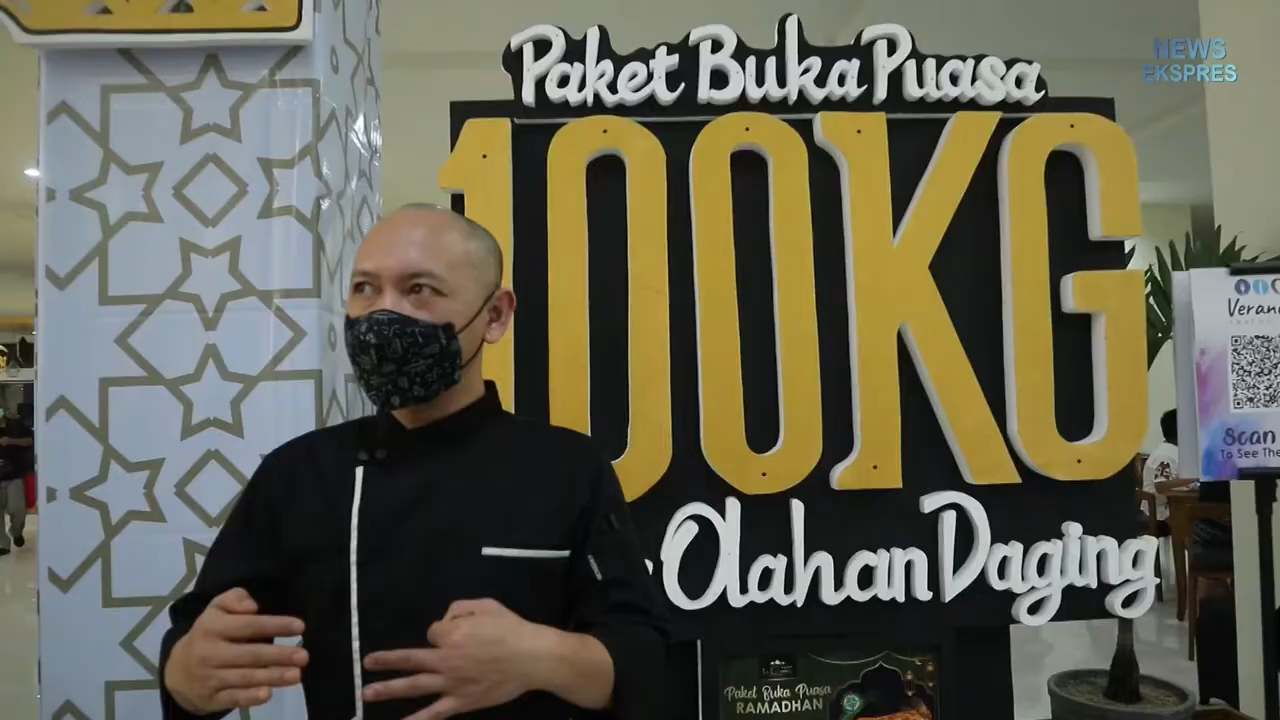 NEWS
EKSPRES
Paket Buka Puasa
100KG
Olahan Daging
Scan
To See The
Paket Buka Puasa
RAMADHAN